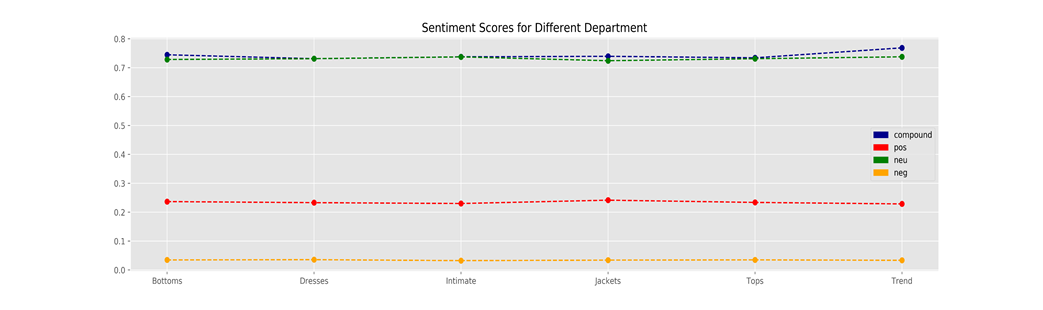 Sentiment Scores for Different Department
0.8
0.7
0.6
0.5
0.4
0.3
0.2
0.1
0.0
compound
pos
neu
neg
Bottoms Dresses Intimate Jackets Tops Trend